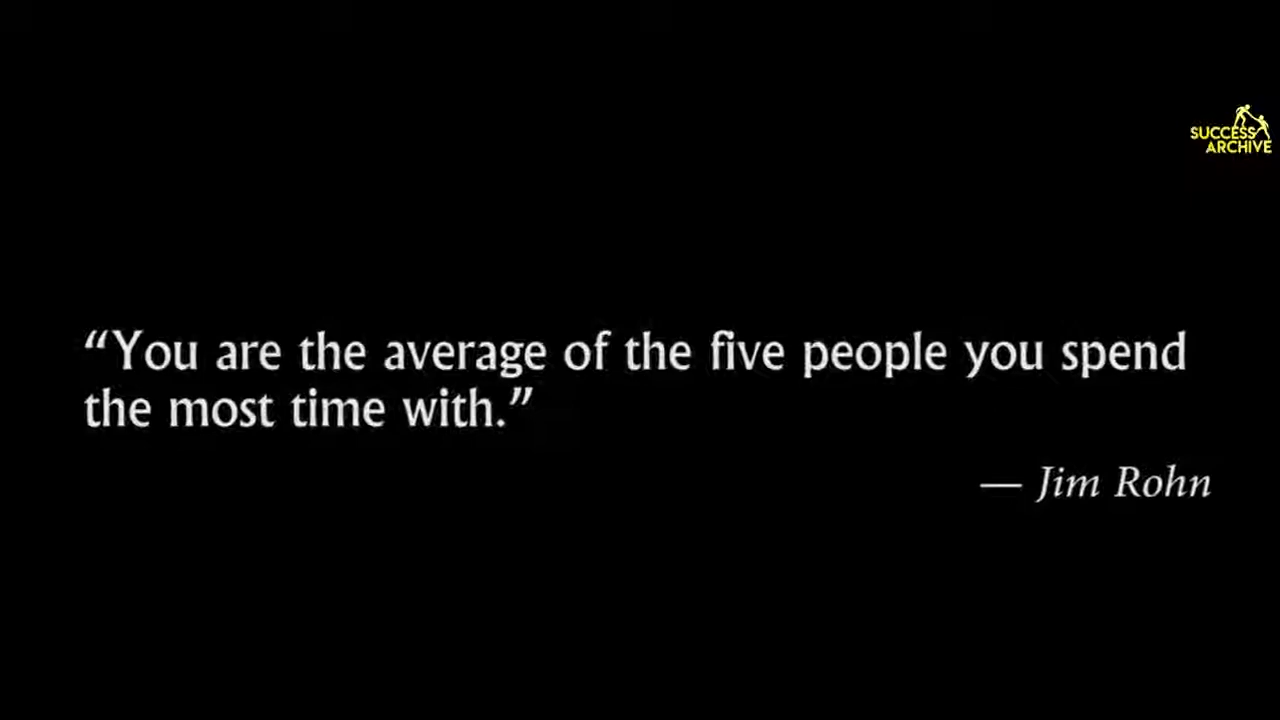 SUCCESS
ARCHIVE
“You are the average of the five people you spend
the most time with.”
— Jim Rohn